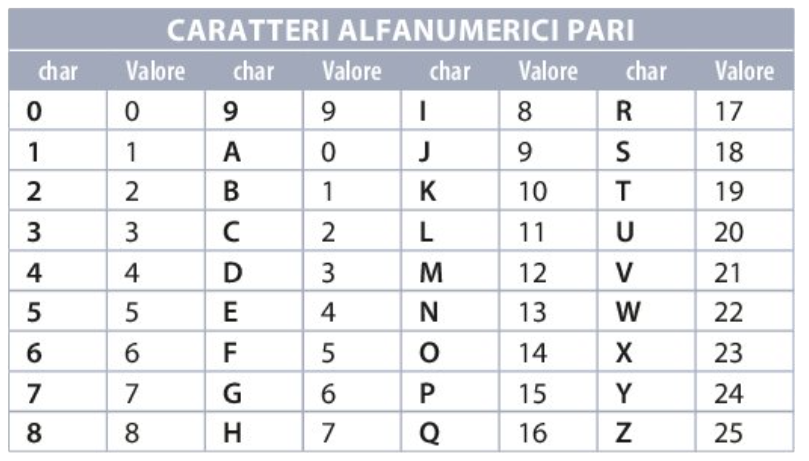 CARATTERI ALFANUMERICI PARI
char Valore char Valore char Valore char Valore
0 0 9 9 I 8 R 17
1 1 A 0 J 9 S 18
2 2 B 1 K 10 T 19
3 3 C 2 L 11 U 20
4 4 D 3 M 12 V 21
5 5 E 4 N 13 W 22
6 6 F 5 O 14 X 23
7 7 G 6 P 15 Y 24
8 8 H 7 Q 16 Z 25